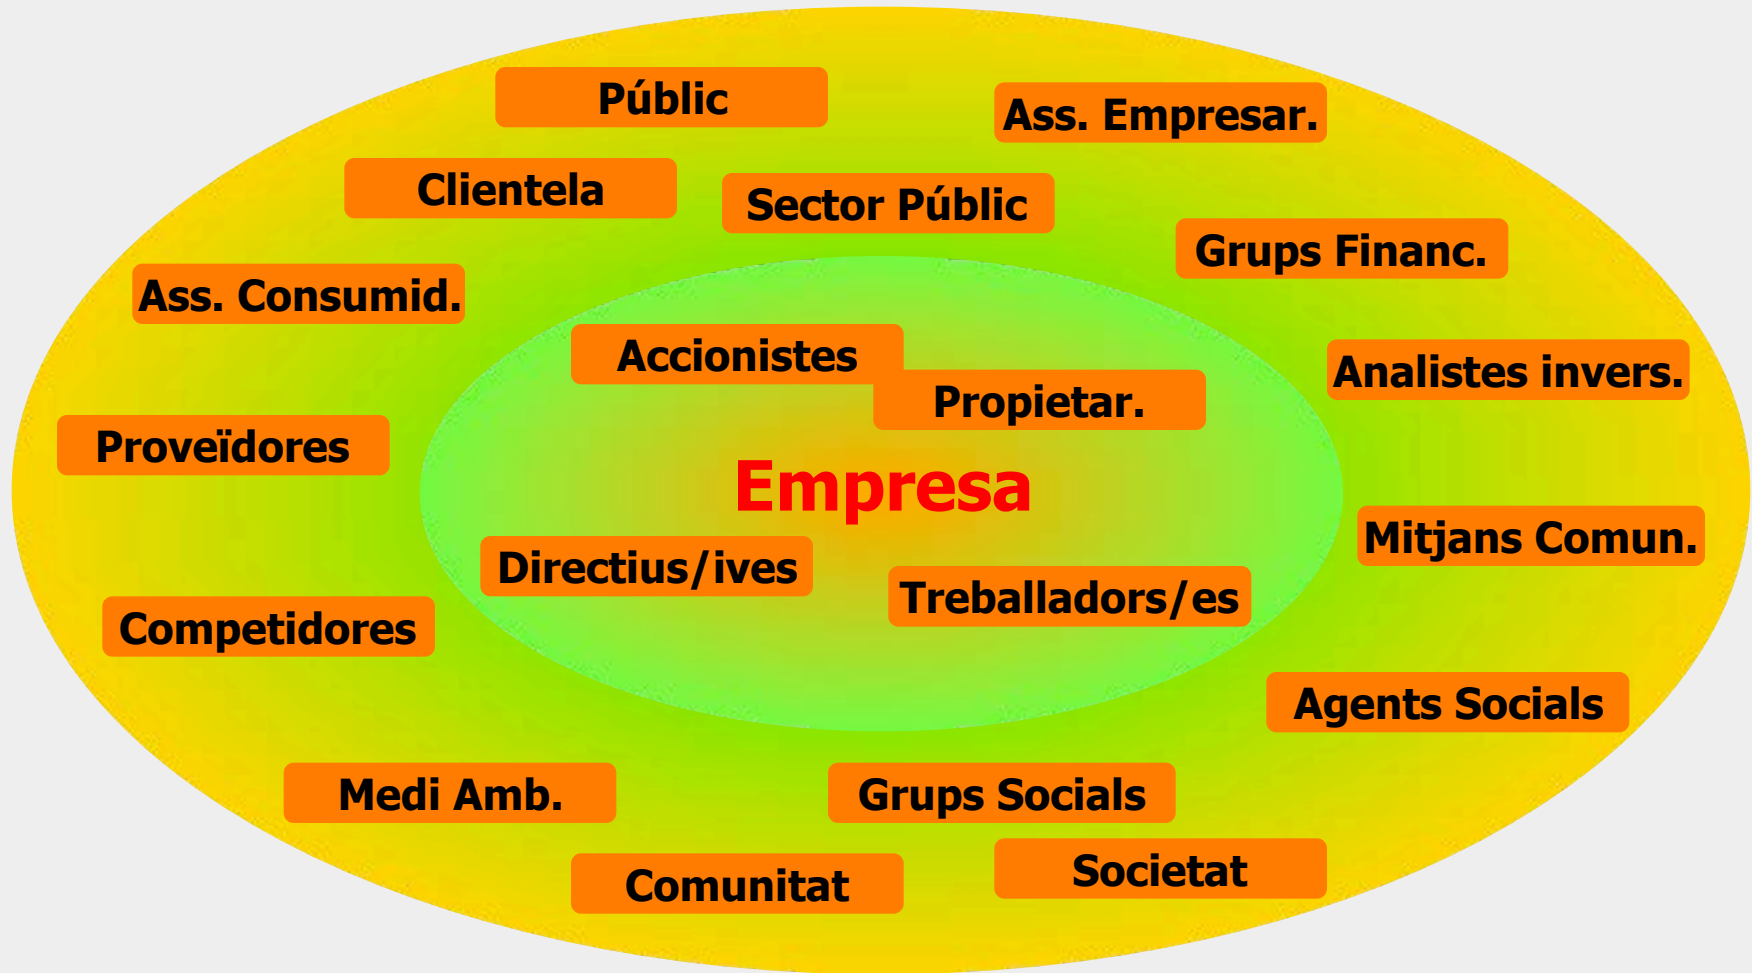 Públic
Ass. Empresar.
Clientela
Sector Públic
Grups Financ.
Ass. Consumid.
Accionistes
Analistes invers.
Propietar.
Proveïdores
Empresa
Mitjans Comun.
Directius/ives
Treballadors/es
Competidores
Agents Socials
Medi Amb.
Grups Socials
Societat
Comunitat